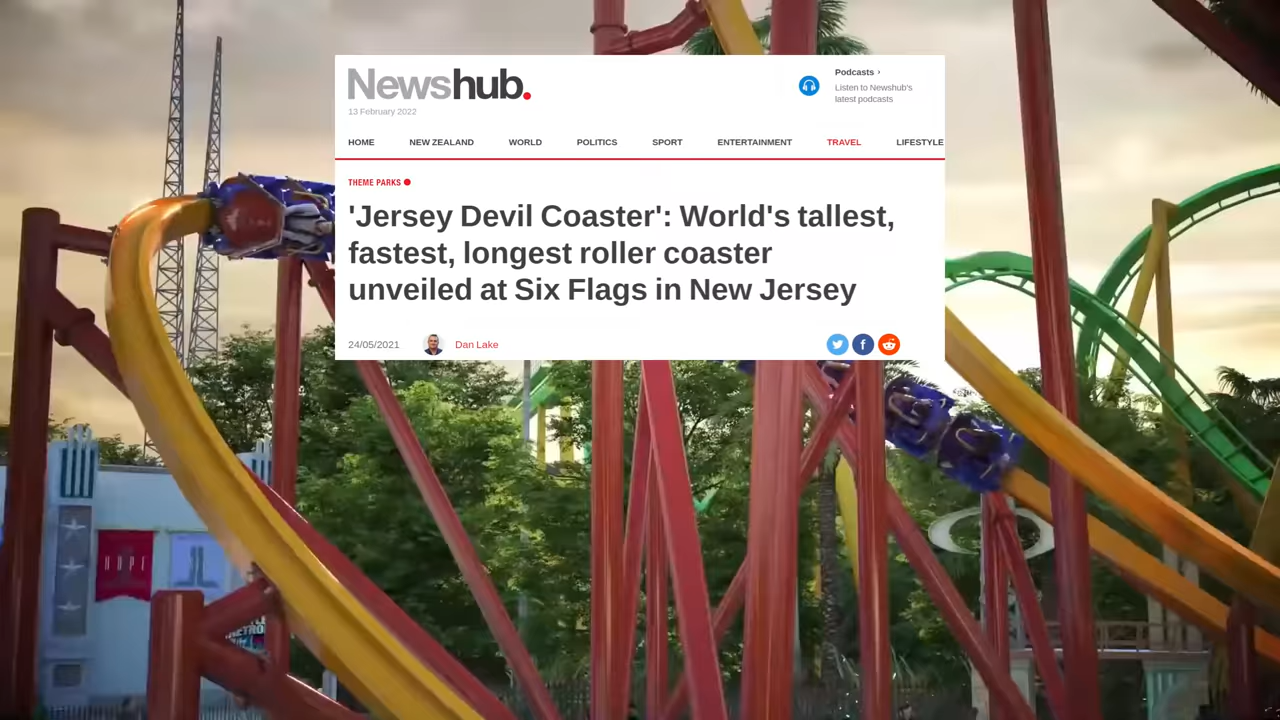 Newshub.
13 February 2022
Podcasts ›
Listen to Newshub's
latest podcasts
HOME NEW ZEALAND WORLD POLITICS SPORT ENTERTAINMENT TRAVEL LIFESTYLE
THEME PARKS
'Jersey Devil Coaster': World's tallest,
fastest, longest roller coaster
unveiled at Six Flags in New Jersey
24/05/2021 Dan Lake
HOPE
METRO